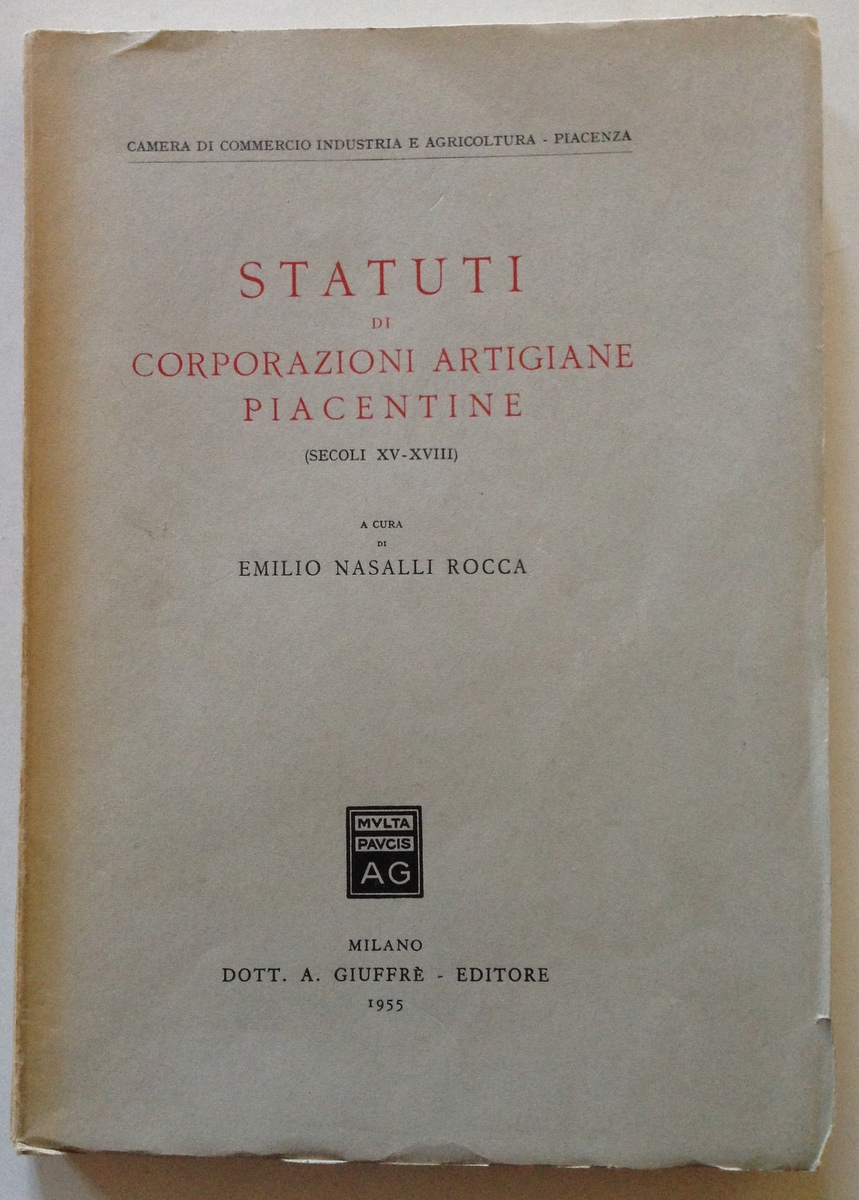 CAMERA DI COMMERCIO INDUSTRIA E AGRICOLTURA - PIACENZA
STATUTI
DI
CORPORAZIONI ARTIGIANE
PIACENTINE
(SECOLI XV-XVIII)
A CURA
DI
EMILIO NASALLI ROCCA
MVLTA
PAVCIS
AG
MILANO
DOTT. A. GIUFFRÈ - EDITORE
1955